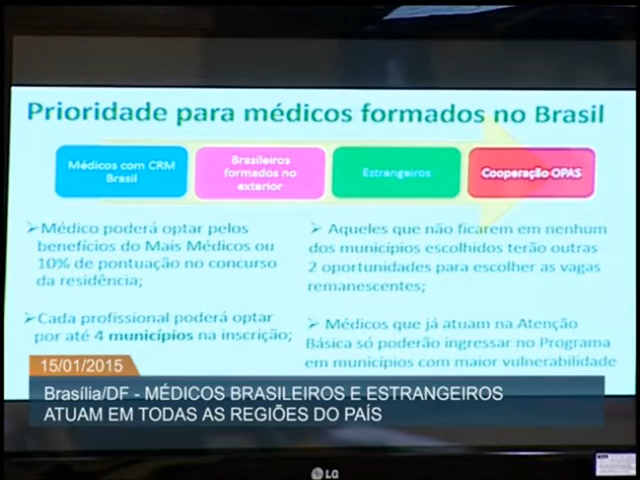 Prioridade para médicos formados no Brasil
Médicos com CRM
Brasil
Brasileiros
formados no
exterior
Estrangeiros
Cooperação OPAS
➢Médico poderá optar pelos
benefícios do Mais Médicos ou
10% de pontuação no concurso
da residência;
➢Cada profissional poderá optar
por até 4 municípios na inscrição;
➢ Aqueles que não ficarem em nenhum
dos municípios escolhidos terão outras
2 oportunidades para escolher as vagas
remanescentes;
➢ Médicos que já atuam na Atenção
Básica só poderão ingressar no Programa
em municípios com maior vulnerabilidade
15/01/2015
Brasília/DF - MÉDICOS BRASILEIROS E ESTRANGEIROS
ATUAM EM TODAS AS REGIÕES DO PAÍS
LG